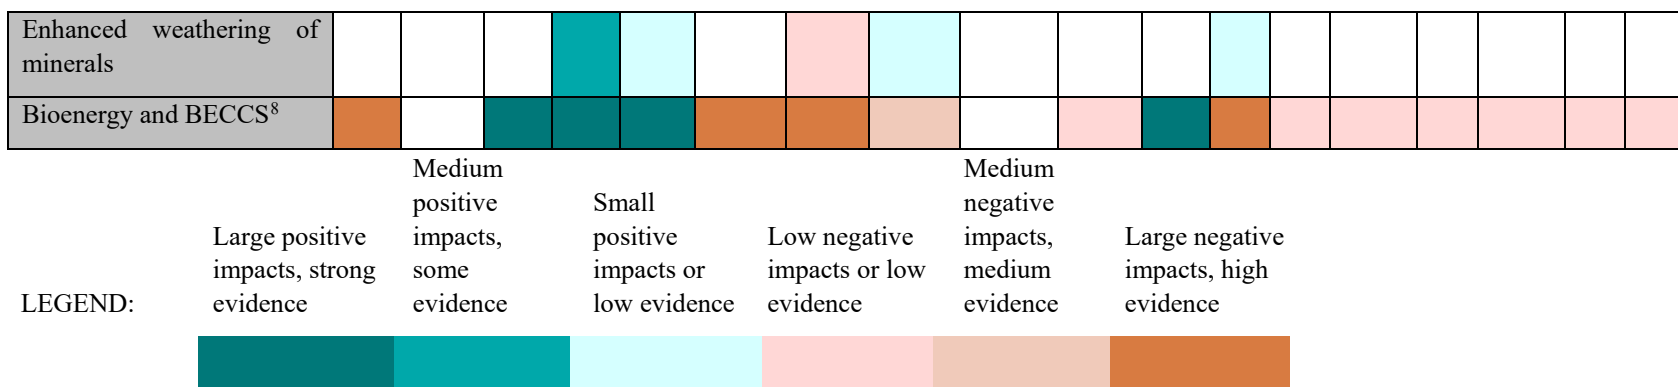 Enhanced weathering of
minerals
Bioenergy and BECCS⁸
LEGEND:
Large positive
impacts, strong
evidence
Medium
positive
impacts,
some
evidence
Small
positive
impacts or
low evidence
Low negative
impacts or low
evidence
Medium
negative
impacts,
medium
evidence
Large negative
impacts, high
evidence